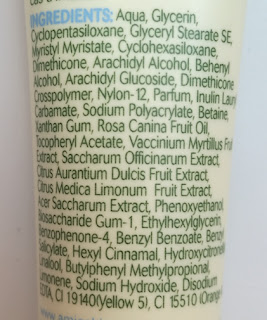 INGREDIENTS: Aqua, Glycerin,
Cyclopentasiloxane, Glyceryl Stearate SE,
Myristyl Myristate, Cyclohexasiloxane,
Dimethicone, Arachidyl Alcohol, Behenyl
Alcohol, Arachidyl Glucoside, Dimethicone
Crosspolymer, Nylon-12, Parfum, Inulin Lauryl
Carbamate, Sodium Polyacrylate, Betaine,
Xanthan Gum, Rosa Canina Fruit Oil,
Tocopheryl Acetate, Vaccinium Myrtillus Fruit
Extract, Saccharum Officinarum Extract,
Citrus Aurantium Dulcis Fruit Extract,
Citrus Medica Limonum Fruit Extract,
Acer Saccharum Extract, Phenoxyethanol,
Biosaccharide Gum-1, Ethylhexylglycerin,
Benzophenone-4, Benzyl Benzoate, Benzyl
Salicylate, Hexyl Cinnamal, Hydroxycitronel
Linalool, Butylphenyl Methylpropional,
Limonene, Sodium Hydroxide, Disodium
EDTA, CI 19140(Yellow 5), CI 15510 (Orange